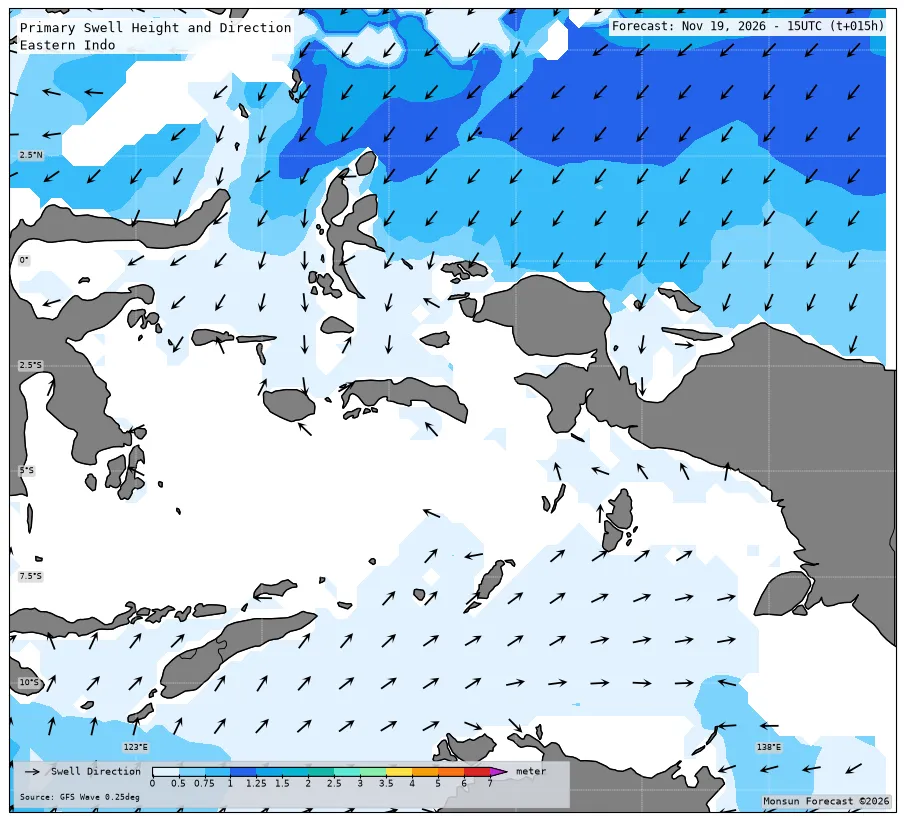 Primary Swell Height and Direction
Eastern Indo
Forecast: Nov 19, 2026 - 15UTC (t+015h)
2.5°N
0°
2.5°S
5°S
7.5°S
10°S
123°E
138°E
Swell Direction
0 0.5 0.75 1 1.25 1.5 2 2.5 3 3.5 4 5 6 7
meter
Source: GFS Wave 0.25deg
Monsun Forecast ©2026